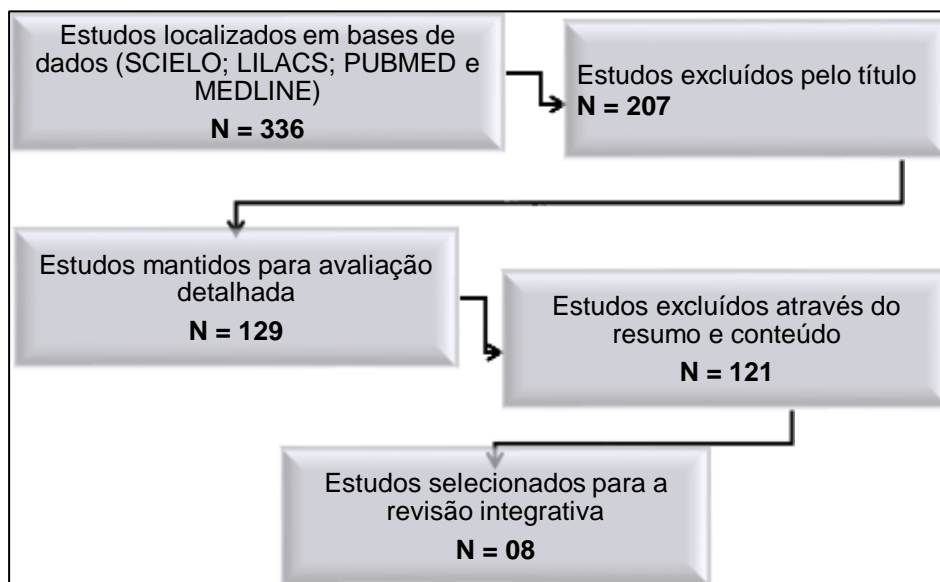 Estudos localizados em bases de
dados (SCIELO; LILACS; PUBMED e
MEDLINE)
N = 336
Estudos excluídos pelo título
N = 207
Estudos mantidos para avaliação
detalhada
N = 129
Estudos excluídos através do
resumo e conteúdo
N = 121
Estudos selecionados para a
revisão integrativa
N = 08